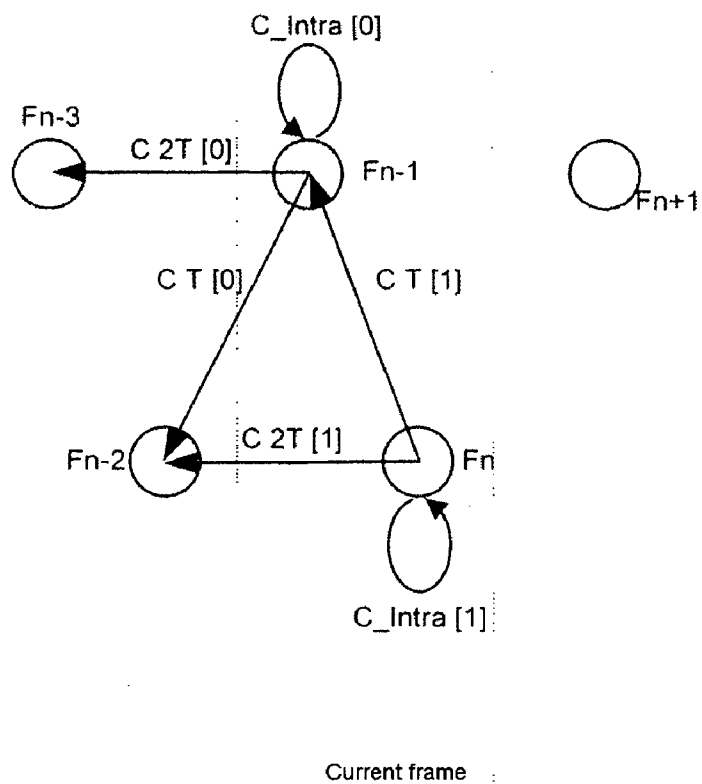 C_Intra [0]
Fn-3
C 2T [0]
Fn-1
Fn+1
C T [0]
C T [1]
Fn-2
C 2T [1]
Fn
C_Intra [1]
Current frame